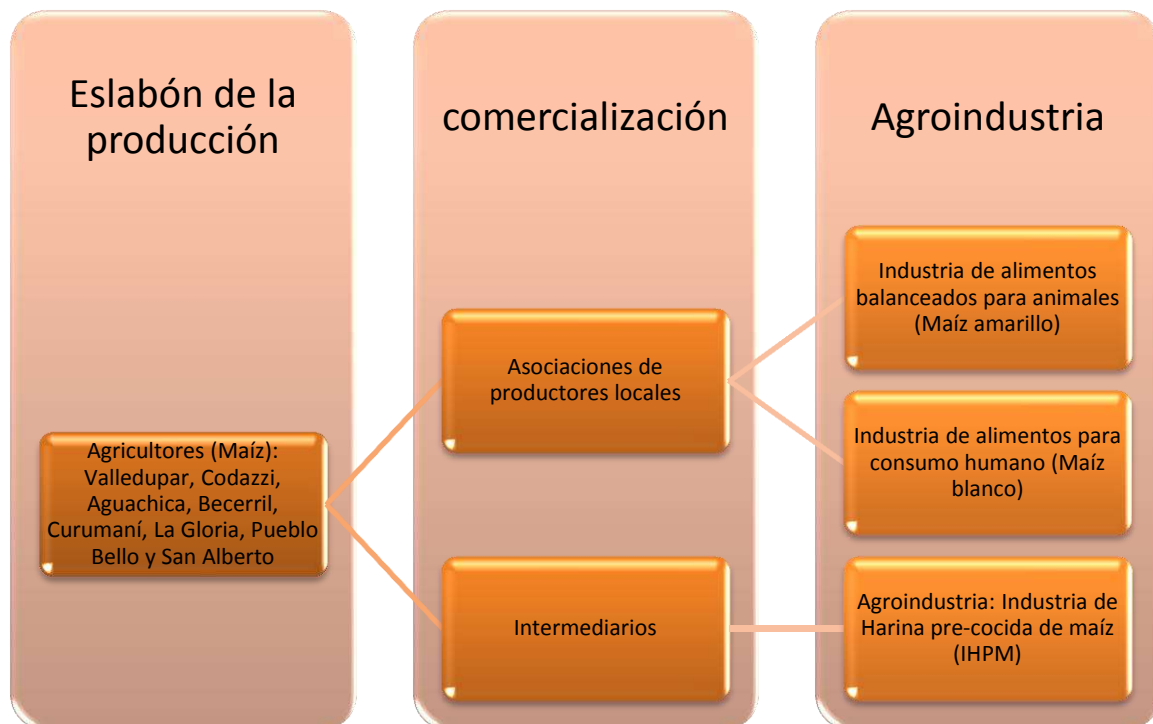 Eslabón de la
producción
Agricultores (Maíz):
Valledupar, Codazzi,
Aguachica, Becerril,
Curumaní, La Gloria, Pueblo
Bello y San Alberto
comercialización
Asociaciones de
productores locales
Intermediarios
Agroindustria
Industria de alimentos
balanceados para animales
(Maíz amarillo)
Industria de alimentos para
consumo humano (Maíz
blanco)
Agroindustria: Industria de
Harina pre-cocida de maíz
(IHPM)